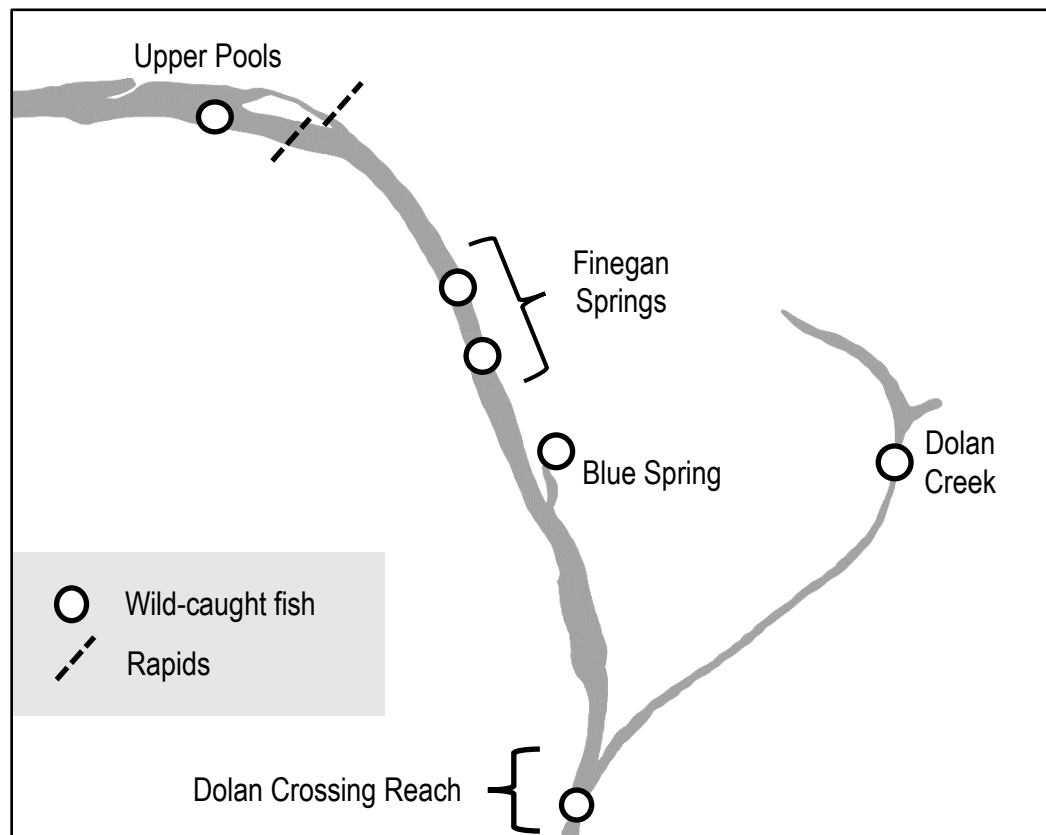 Upper Pools
Finegan
Springs
Blue Spring
Dolan
Creek
Wild-caught fish
Rapids
Dolan Crossing Reach